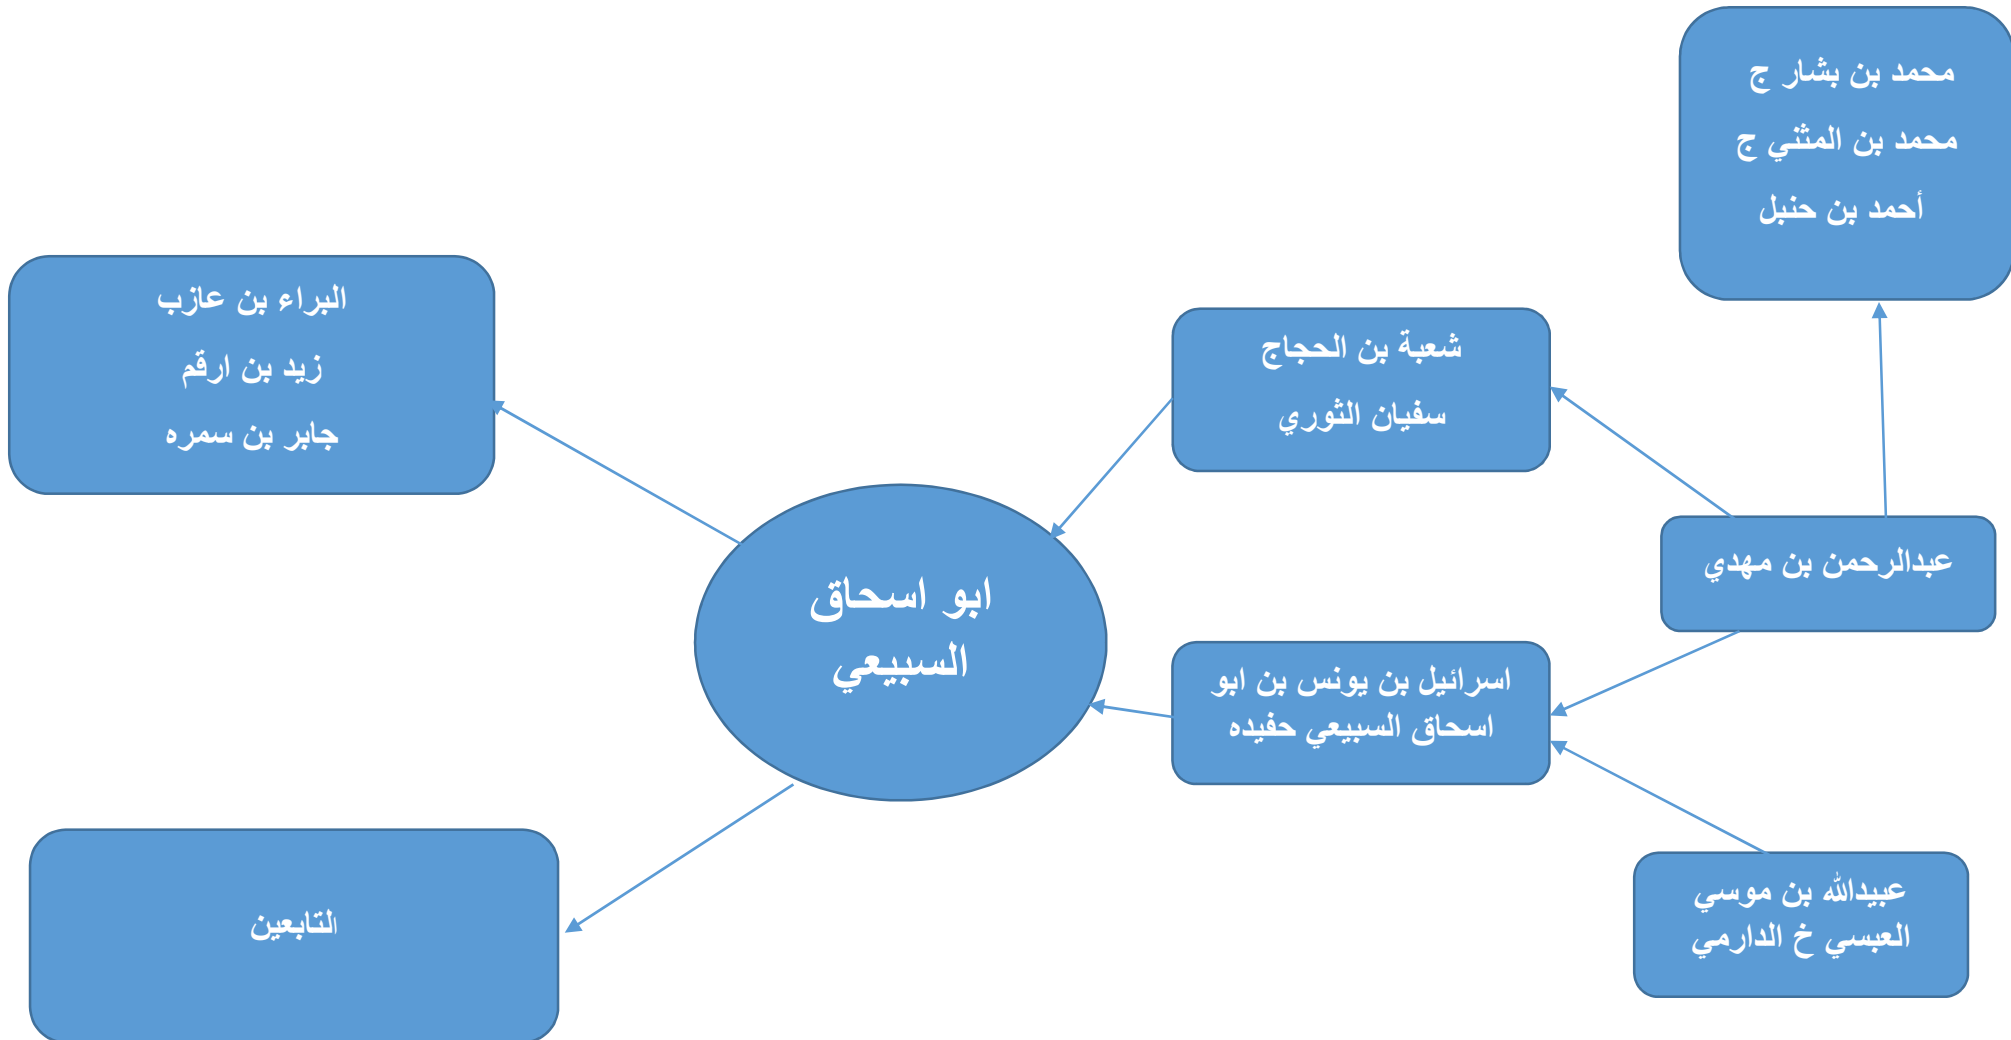 محمد بن بشار ج
محمد بن المثني ج
أحمد بن حنبل
البراء بن عازب
زيد بن ارقم
جابر بن سمره
شعبة بن الحجاج
سفيان الثوري
عبدالرحمن بن مهدي
ابو اسحاق
السبيعي
اسرائيل بن يونس بن ابو
اسحاق السبيعي حفيده
التابعين
عبيدالله بن موسي
العبسي خ الدارمي